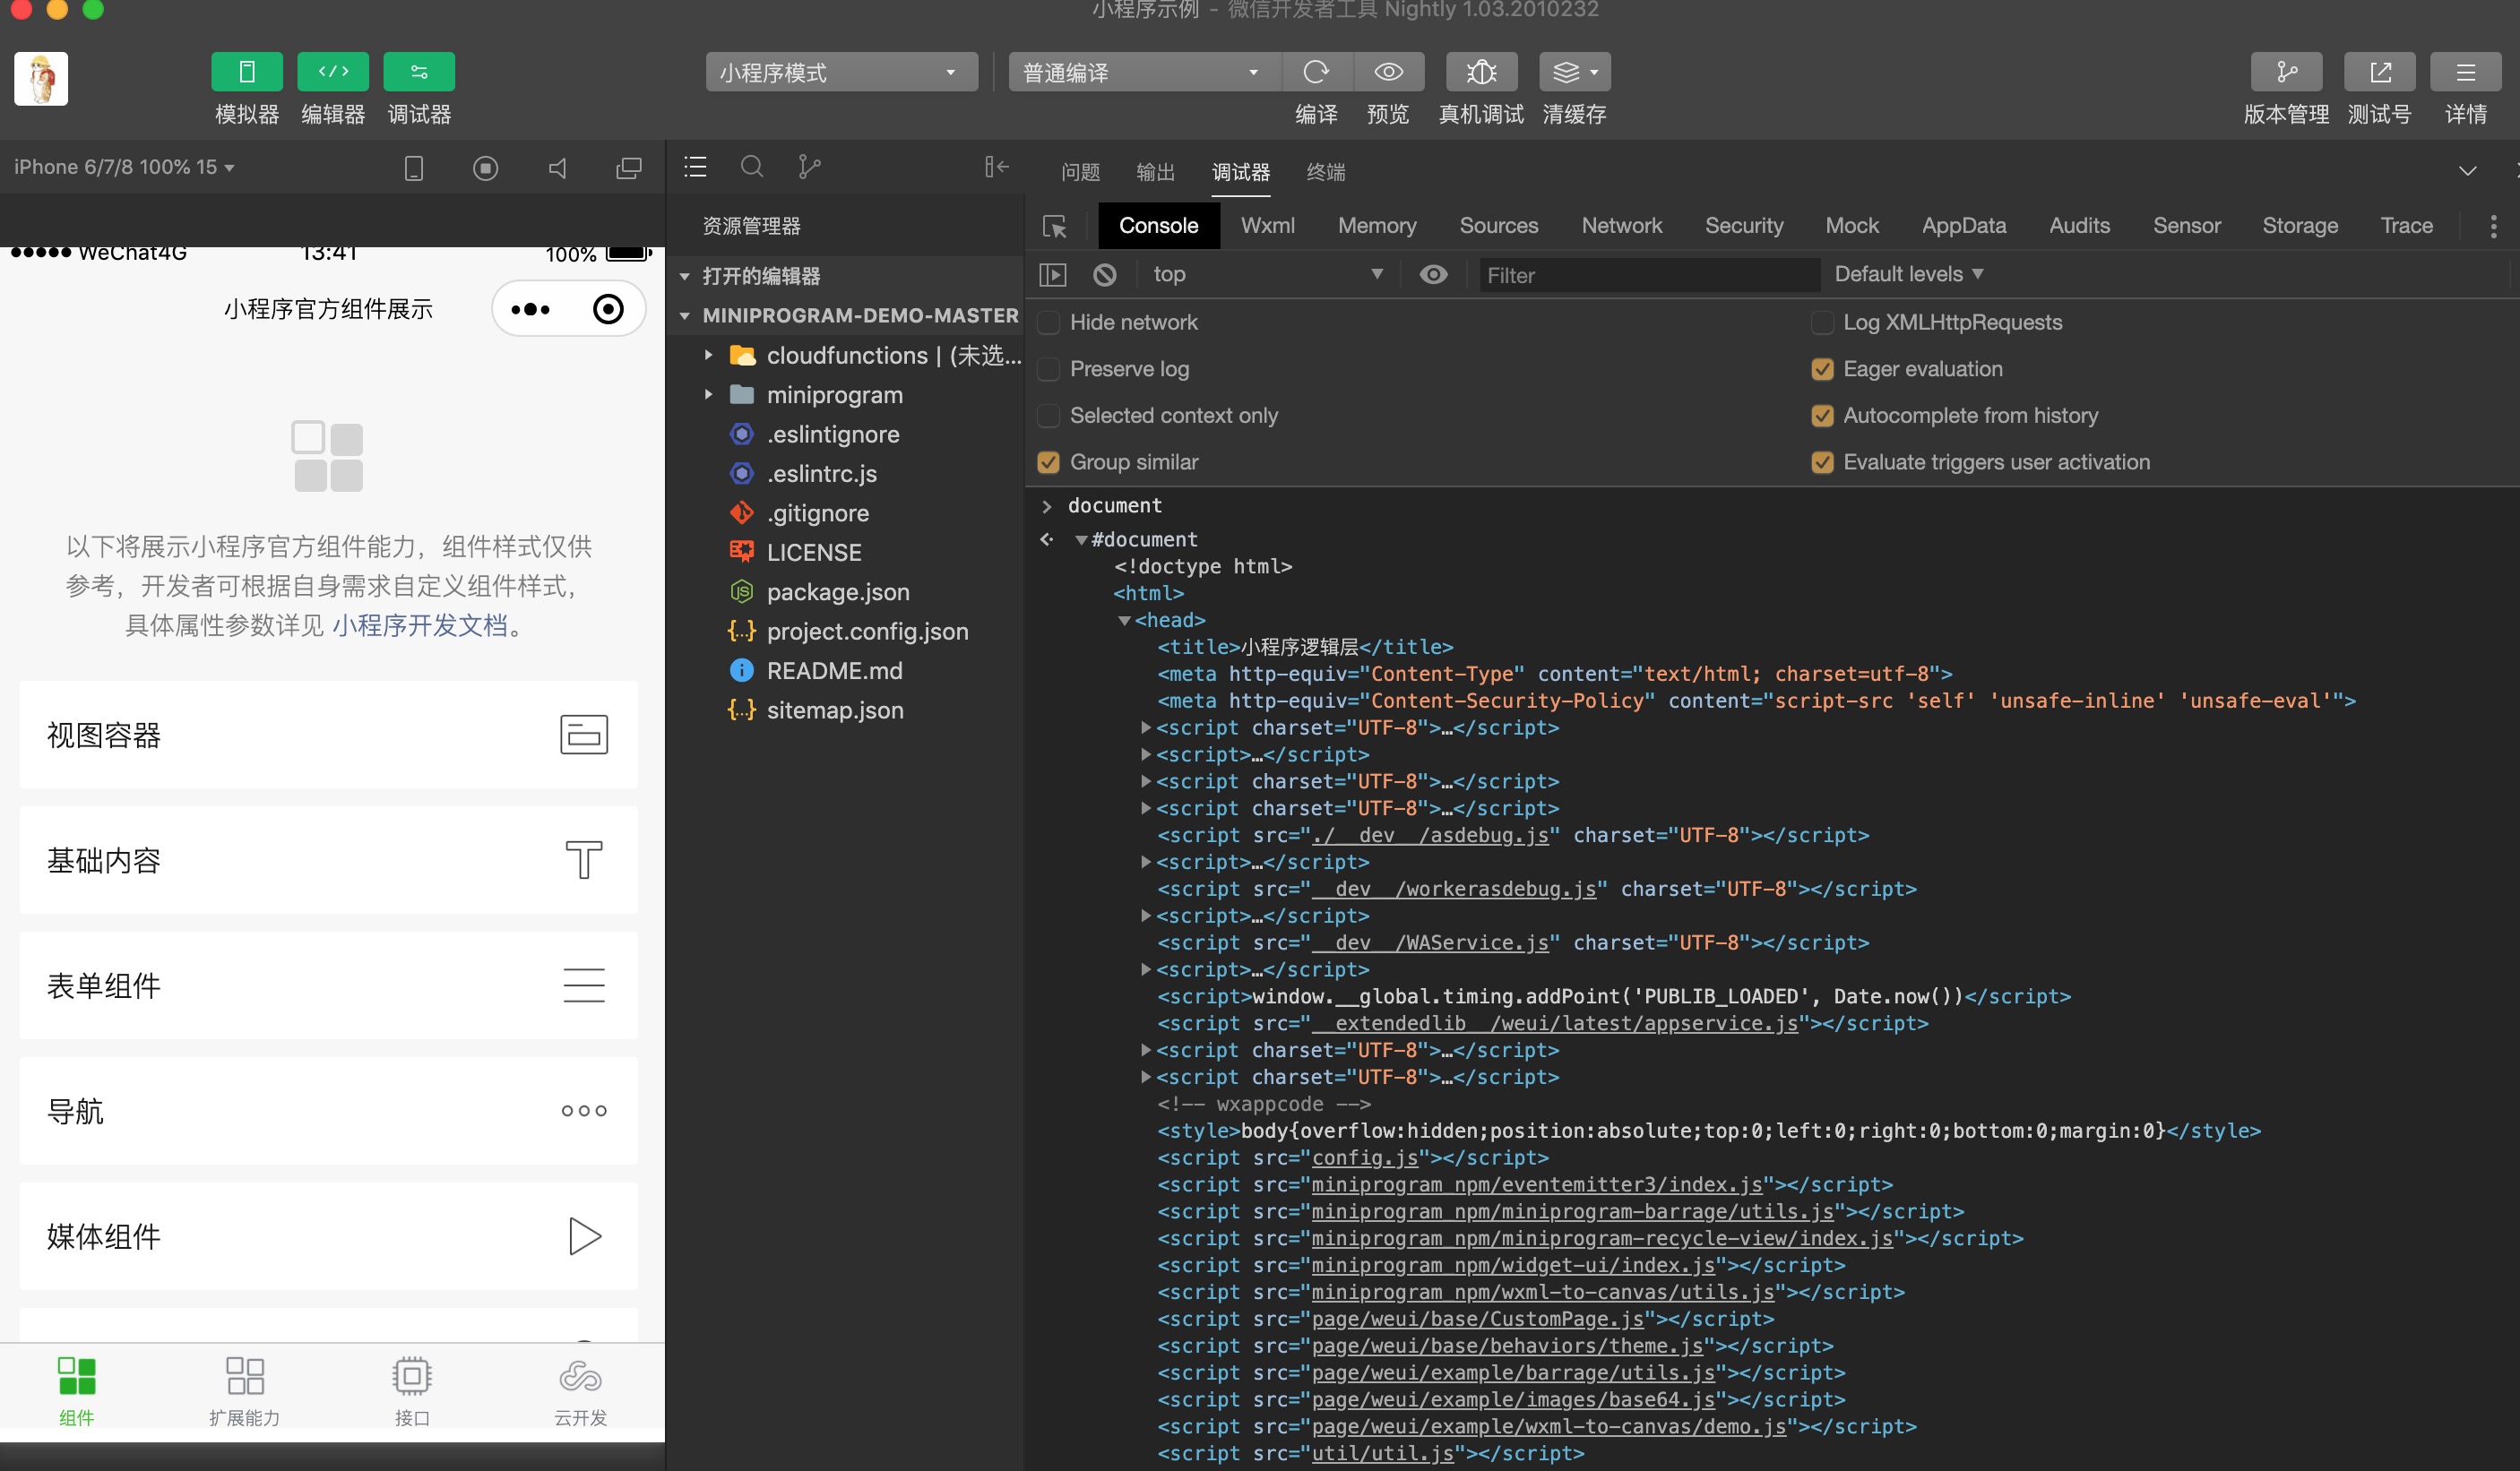 小程序示例 - 微信开发者工具 Nightly 1.03.2010232
模拟器 编辑器 调试器
小程序模式
普通编译
编译 预览 真机调试 清缓存
版本管理 测试号 详情
iPhone 6/7/8 100% 15
WeChat4G 13:41 100%
小程序官方组件展示
以下将展示小程序官方组件能力，组件样式仅供
参考，开发者可根据自身需求自定义组件样式，
具体属性参数详见 小程序开发文档。
视图容器
基础内容
表单组件
导航
媒体组件
组件 扩展能力 接口 云开发
资源管理器
打开的编辑器
MINIPROGRAM-DEMO-MASTER
cloudfunctions | (未选...
miniprogram
.eslintignore
.eslintrc.js
.gitignore
LICENSE
package.json
project.config.json
README.md
sitemap.json
问题 输出 调试器 终端
Console Wxml Memory Sources Network Security Mock AppData Audits Sensor Storage Trace
top Filter Default levels
Hide network Log XMLHttpRequests
Preserve log Eager evaluation
Selected context only Autocomplete from history
Group similar Evaluate triggers user activation
document
#document
<!doctype html>
<html>
<head>
<title>小程序逻辑层</title>
<meta http-equiv="Content-Type" content="text/html; charset=utf-8">
<meta http-equiv="Content-Security-Policy" content="script-src 'self' 'unsafe-inline' 'unsafe-eval'">
<script charset="UTF-8">…</script>
<script>…</script>
<script charset="UTF-8">…</script>
<script charset="UTF-8">…</script>
<script src="./__dev__/asdebug.js" charset="UTF-8"></script>
<script>…</script>
<script src="__dev__/workerasdebug.js" charset="UTF-8"></script>
<script>…</script>
<script src="__dev__/WAService.js" charset="UTF-8"></script>
<script>…</script>
<script>window.__global.timing.addPoint('PUBLIB_LOADED', Date.now())</script>
<script src="__extendedlib__/weui/latest/appservice.js"></script>
<script charset="UTF-8">…</script>
<script charset="UTF-8">…</script>
<!-- wxappcode -->
<style>body{overflow:hidden;position:absolute;top:0;left:0;right:0;bottom:0;margin:0}</style>
<script src="config.js"></script>
<script src="miniprogram_npm/eventemitter3/index.js"></script>
<script src="miniprogram_npm/miniprogram-barrage/utils.js"></script>
<script src="miniprogram_npm/miniprogram-recycle-view/index.js"></script>
<script src="miniprogram_npm/widget-ui/index.js"></script>
<script src="miniprogram_npm/wxml-to-canvas/utils.js"></script>
<script src="page/weui/base/CustomPage.js"></script>
<script src="page/weui/base/behaviors/theme.js"></script>
<script src="page/weui/example/barrage/utils.js"></script>
<script src="page/weui/example/images/base64.js"></script>
<script src="page/weui/example/wxml-to-canvas/demo.js"></script>
<script src="util/util.js"></script>